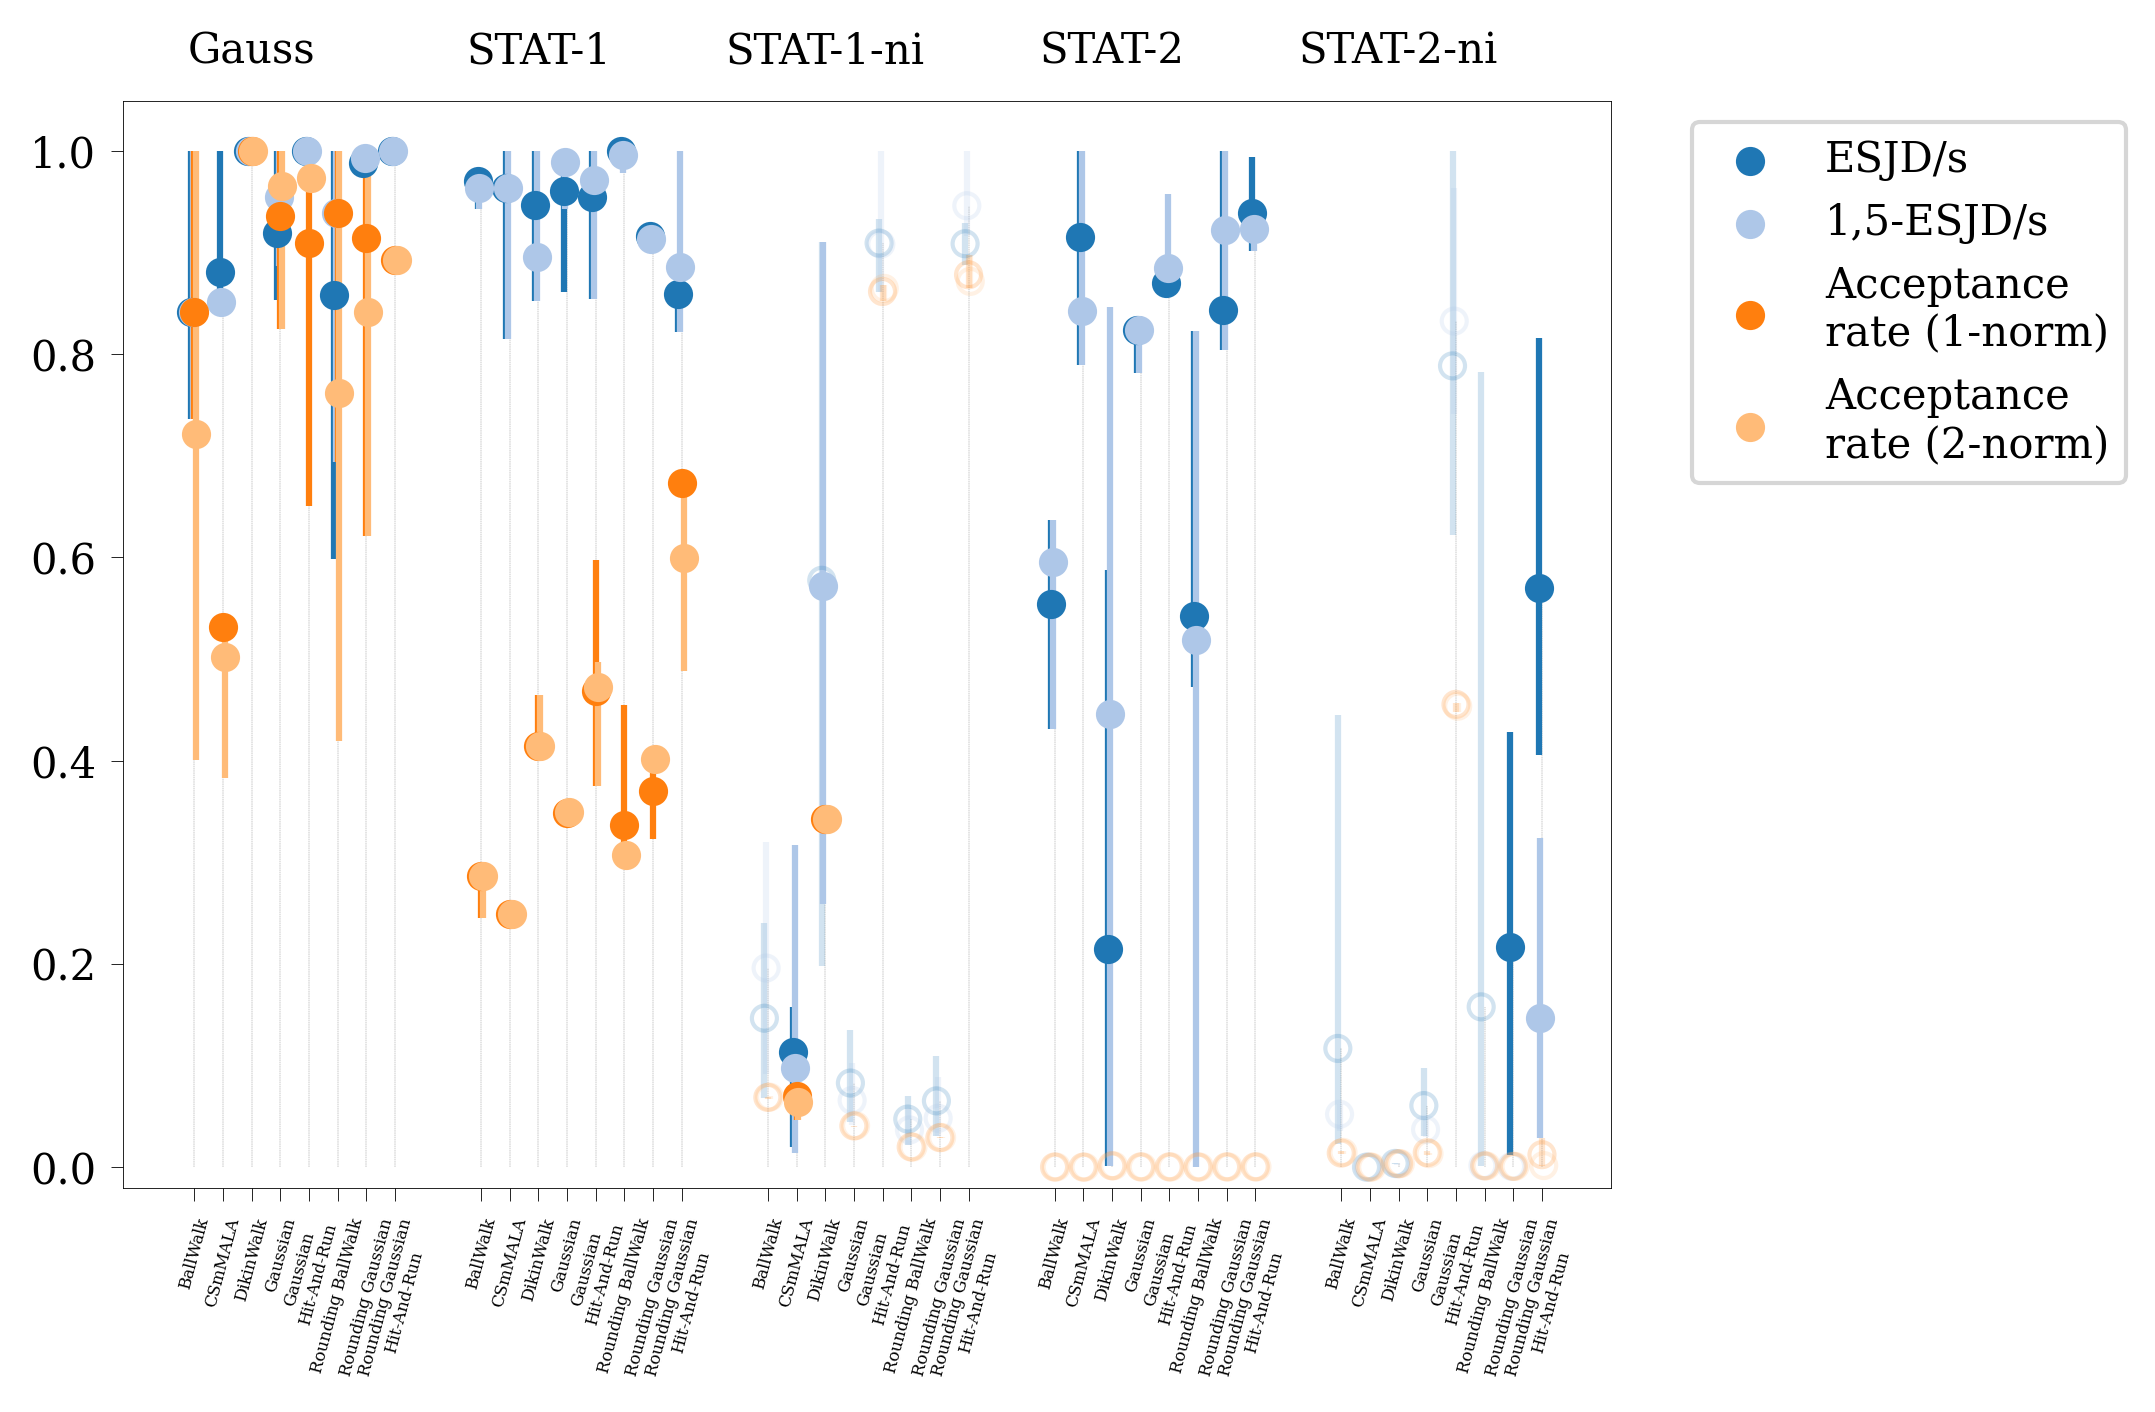 Gauss STAT-1 STAT-1-ni STAT-2 STAT-2-ni
1.0
0.8
0.6
0.4
0.2
0.0
ESJD/s
1,5-ESJD/s
Acceptance
rate (1-norm)
Acceptance
rate (2-norm)
BallWalk
CSmMALA
DikinWalk
Gaussian
Gaussian
Hit-And-Run
Rounding BallWalk
Rounding Gaussian
Rounding Gaussian
Hit-And-Run
BallWalk
CSmMALA
DikinWalk
Gaussian
Gaussian
Hit-And-Run
Rounding BallWalk
Rounding Gaussian
Rounding Gaussian
Hit-And-Run
BallWalk
CSmMALA
DikinWalk
Gaussian
Gaussian
Hit-And-Run
Rounding BallWalk
Rounding Gaussian
Rounding Gaussian
Hit-And-Run
BallWalk
CSmMALA
DikinWalk
Gaussian
Gaussian
Hit-And-Run
Rounding BallWalk
Rounding Gaussian
Rounding Gaussian
Hit-And-Run
BallWalk
CSmMALA
DikinWalk
Gaussian
Gaussian
Hit-And-Run
Rounding BallWalk
Rounding Gaussian
Rounding Gaussian
Hit-And-Run